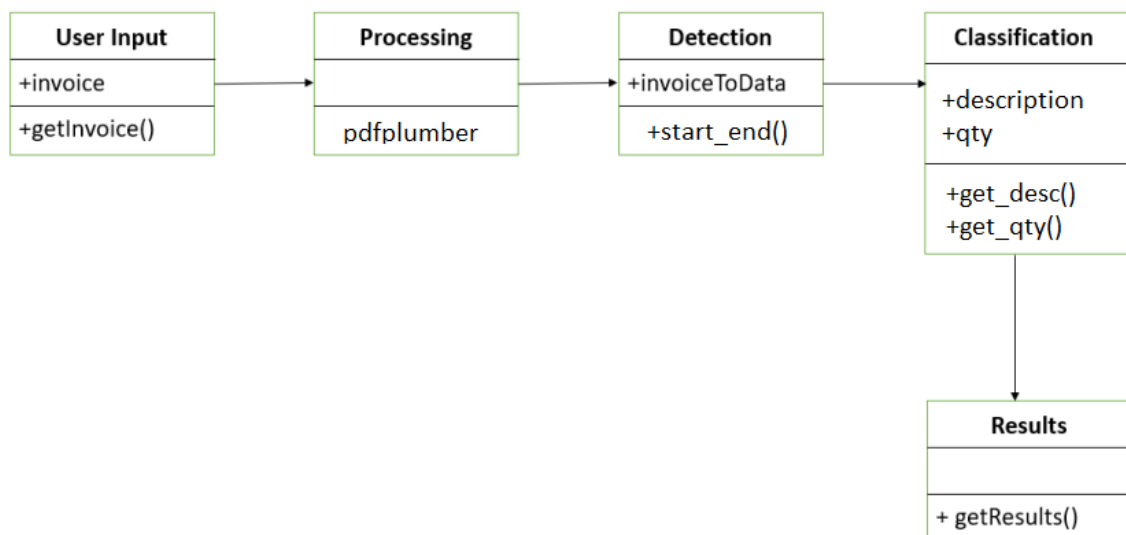 User Input
+invoice
+getInvoice()
Processing
pdfplumber
Detection
+invoiceToData
+start_end()
Classification
+description
+qty
+get_desc()
+get_qty()
Results
+ getResults()